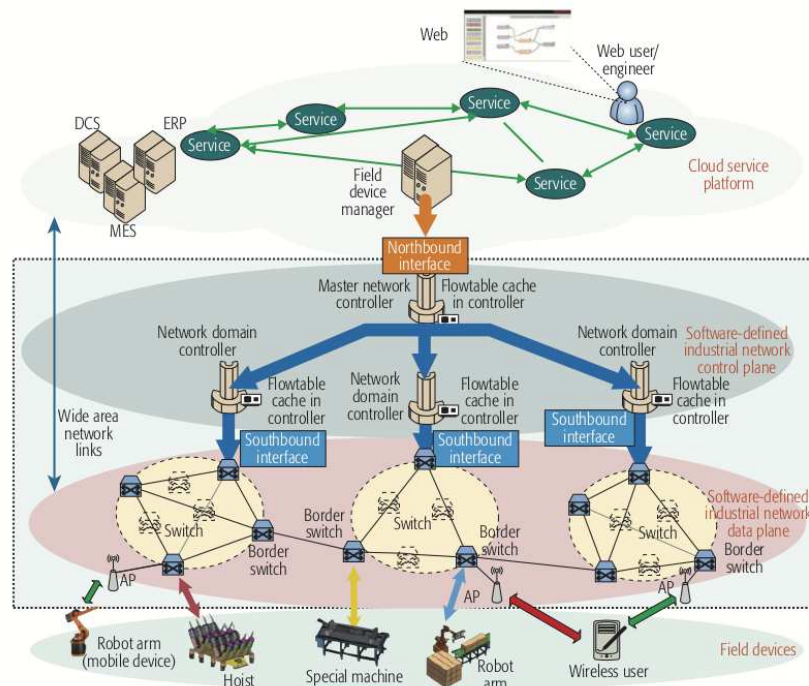 Web
Web user/
engineer
DCS
ERP
MES
Service
Service
Service
Service
Service
Field
device
manager
Cloud service
platform
Northbound
interface
Master network
controller
Flowtable cache
in controller
Network domain
controller
Flowtable
cache in
controller
Network
domain
controller
Flowtable
cache in
controller
Network domain
controller
Flowtable
cache in
controller
Software-defined
industrial network
control plane
Wide area
network
links
Southbound
interface
Southbound
interface
Southbound
interface
Switch
Border
switch
Border
switch
Switch
Border
switch
Switch
Border
switch
Software-defined
industrial network
data plane
AP
AP
AP
Robot arm
(mobile device)
Hoist
Special machine
Robot
arm
Wireless user
Field devices